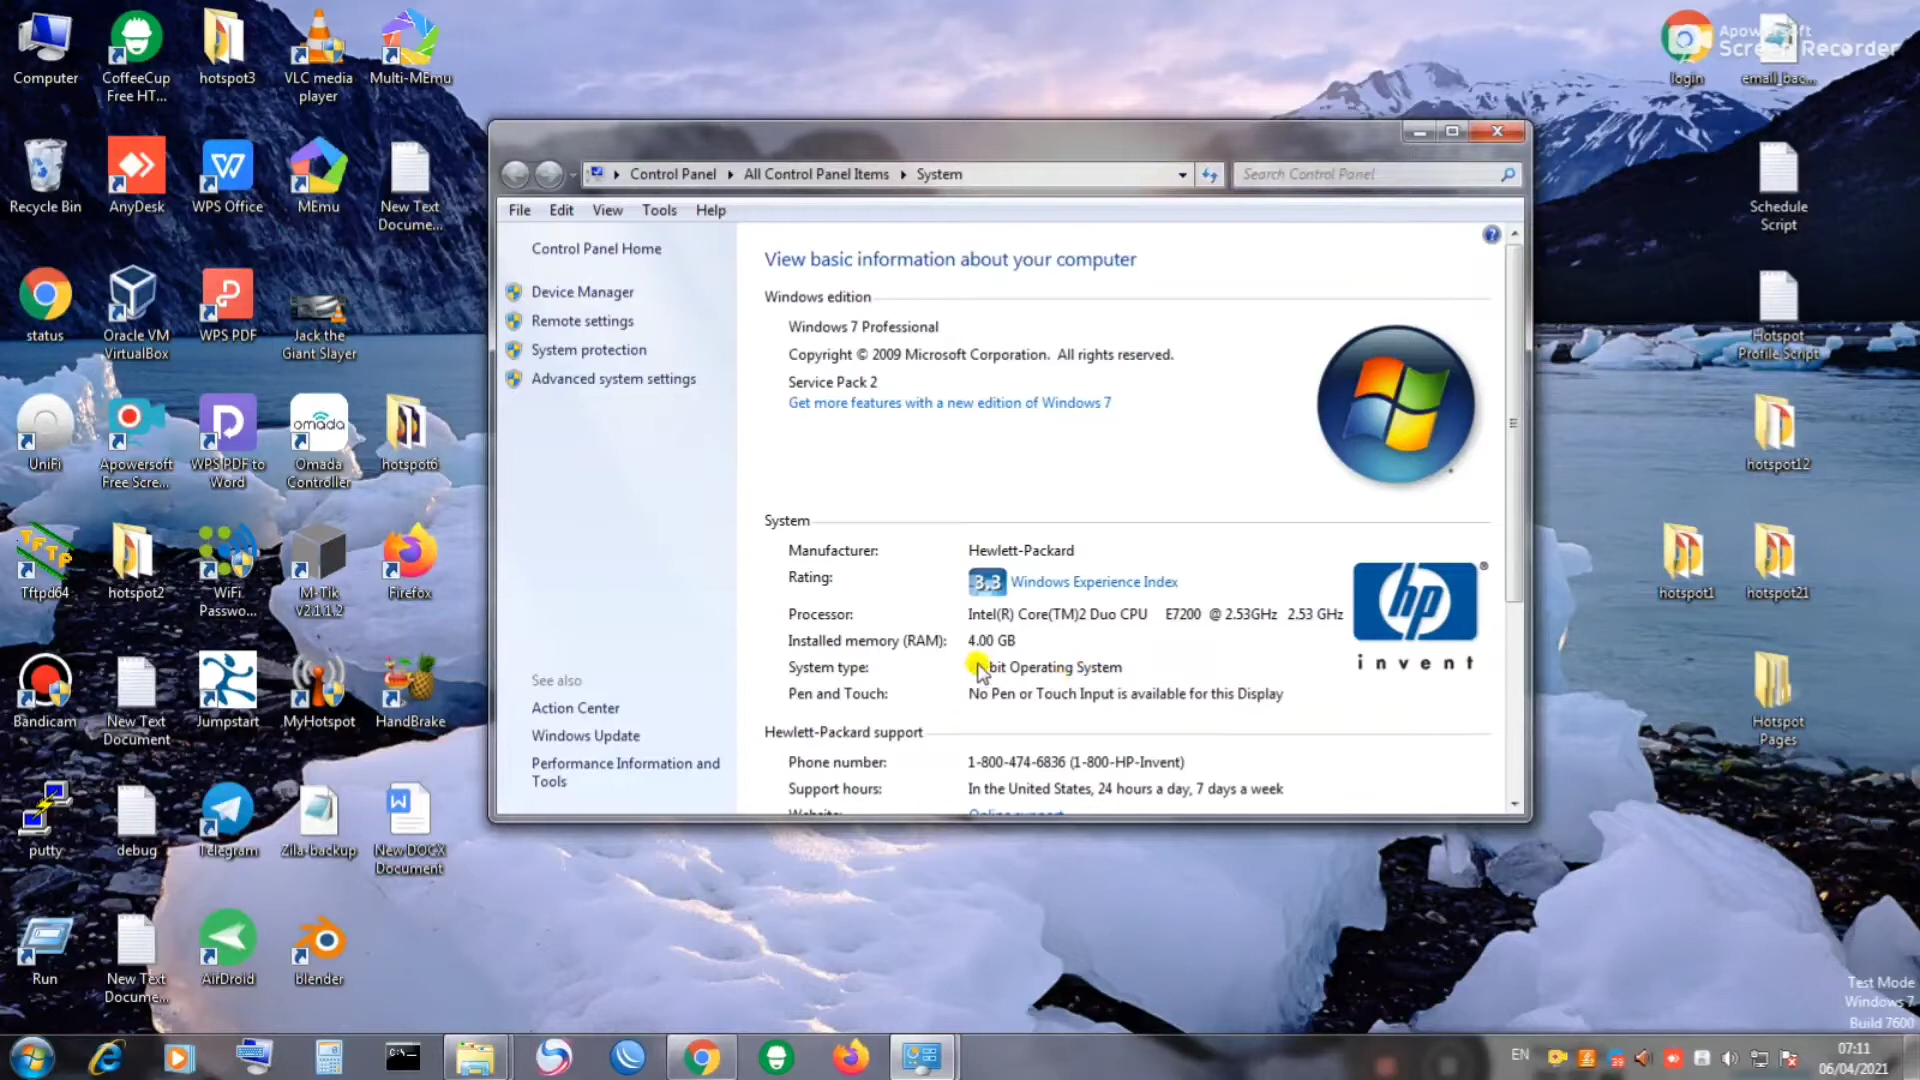 Computer
CoffeeCup
Free HT...
hotspot3
VLC media
player
Multi-MEmu
Apowersoft
Screen Recorder
login
email_bac...
Recycle Bin
AnyDesk
WPS Office
MEmu
New Text
Docume...
Schedule
Script
status
Oracle VM
VirtualBox
WPS PDF
Jack the
Giant Slayer
Hotspot
Profile Script
UniFi
Apowersoft
Free Scre...
WPS PDF to
Word
omada
Omada
Controller
hotspot6
hotspot12
TFTP
Tftpd64
hotspot2
WiFi
Passwo...
M-Tik
v2.1.1.2
Firefox
hotspot1
hotspot21
Bandicam
New Text
Document
Jumpstart
MyHotspot
HandBrake
Hotspot
Pages
putty
debug
Telegram
Zila-backup
New DOCX
Document
Run
New Text
Docume...
AirDroid
blender
Control Panel
All Control Panel Items
System
Search Control Panel
File Edit View Tools Help
Control Panel Home
Device Manager
Remote settings
System protection
Advanced system settings
See also
Action Center
Windows Update
Performance Information and
Tools
View basic information about your computer
Windows edition
Windows 7 Professional
Copyright © 2009 Microsoft Corporation. All rights reserved.
Service Pack 2
Get more features with a new edition of Windows 7
System
Manufacturer: Hewlett-Packard
Rating: 3.3 Windows Experience Index
Processor: Intel(R) Core(TM)2 Duo CPU E7200 @ 2.53GHz 2.53 GHz
Installed memory (RAM): 4.00 GB
System type: bit Operating System
Pen and Touch: No Pen or Touch Input is available for this Display
hp®
invent
Hewlett-Packard support
Phone number: 1-800-474-6836 (1-800-HP-Invent)
Support hours: In the United States, 24 hours a day, 7 days a week
Website: Online support
Test Mode
Windows 7
Build 7600
C:\
EN
39
07:11
06/04/2021